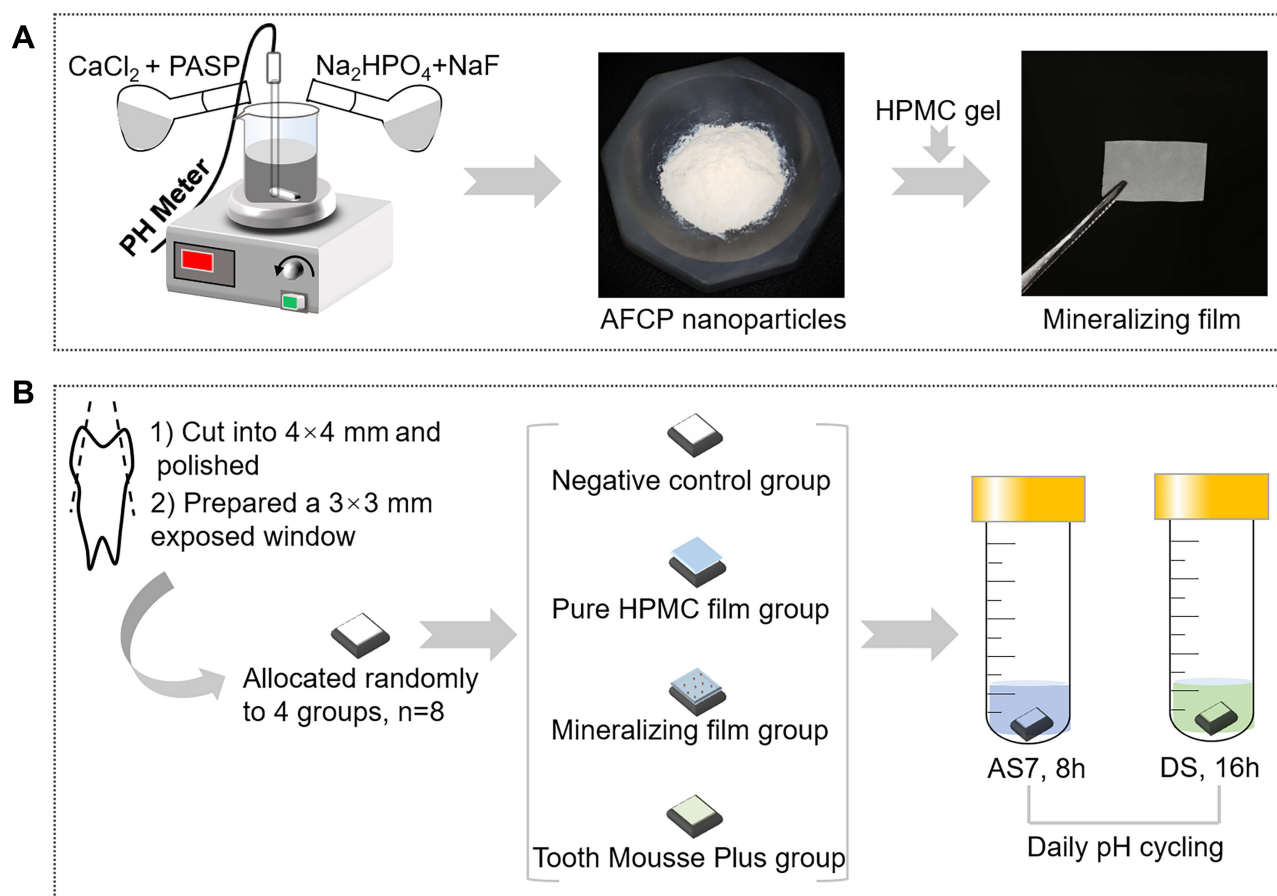 A
CaCl₂ + PASP
Na₂HPO₄+NaF
PH Meter
HPMC gel
AFCP nanoparticles
Mineralizing film
B
1) Cut into 4×4 mm and
polished
2) Prepared a 3×3 mm
exposed window
Allocated randomly
to 4 groups, n=8
Negative control group
Pure HPMC film group
Mineralizing film group
Tooth Mousse Plus group
AS7, 8h
DS, 16h
Daily pH cycling